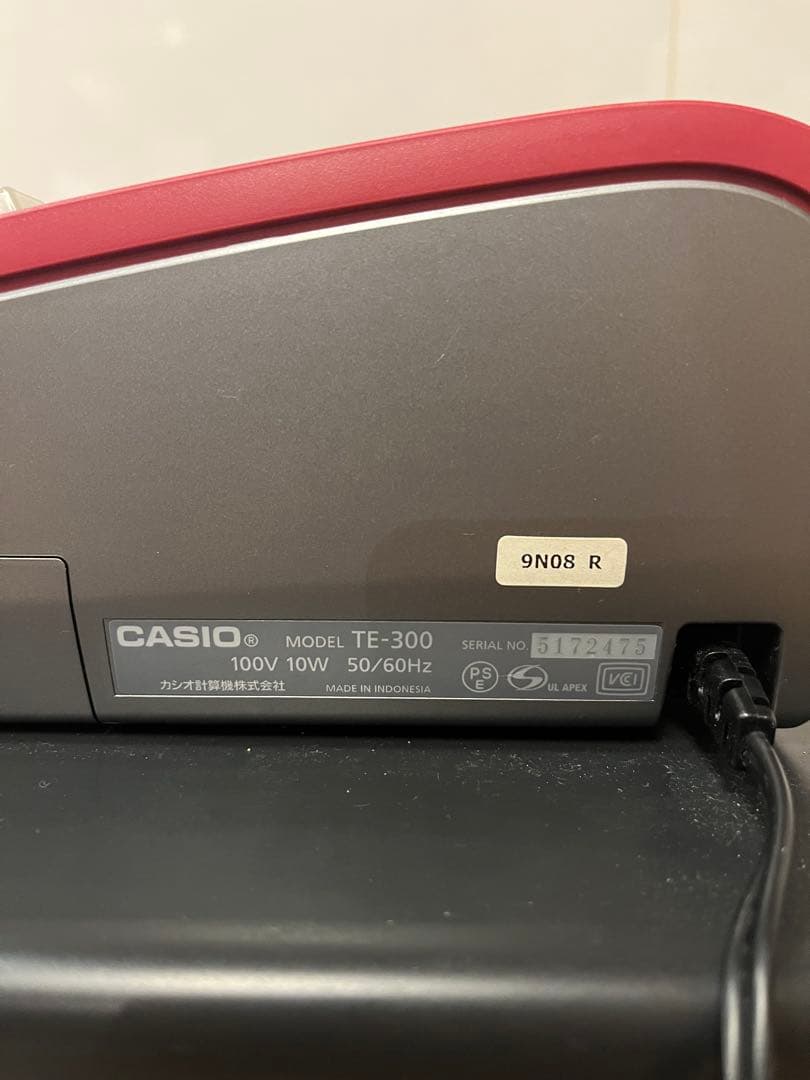 9N08 R
CASIO® MODEL TE-300 SERIAL NO. 5172475
100V 10W 50/60Hz
カシオ計算機株式会社 MADE IN INDONESIA
PS E UL APEX VCI